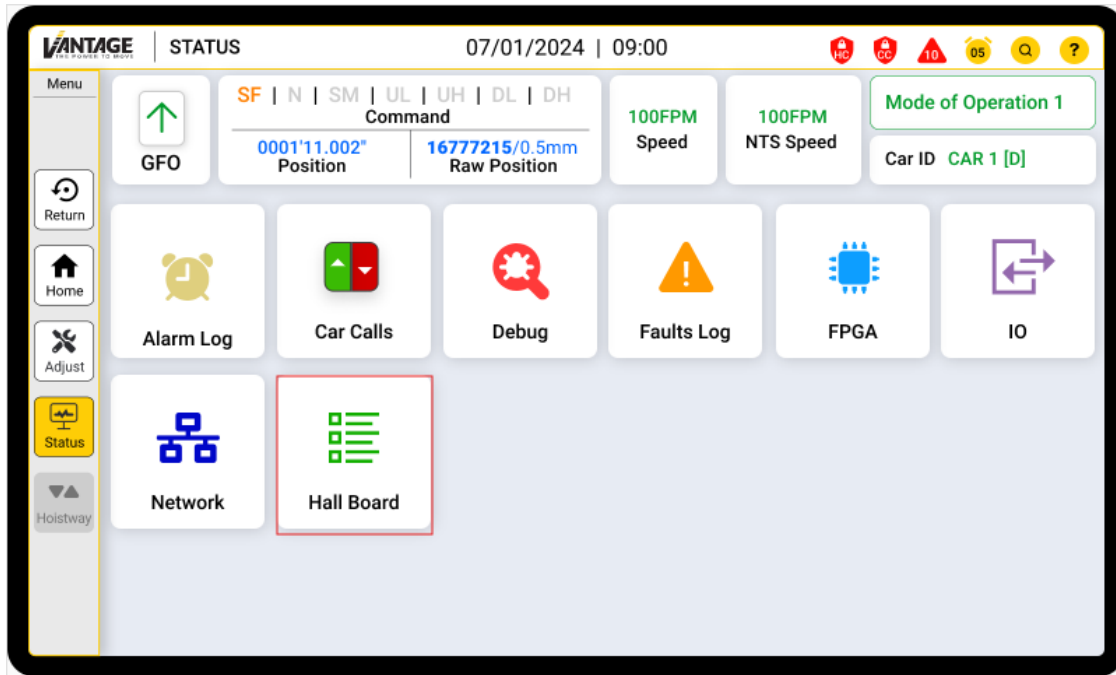 VANTAGE
THE POWER TO MOVE
STATUS
07/01/2024 | 09:00
HC
CC
10
05
Q
?
Menu
Return
Home
Adjust
Status
Hoistway
GFO
SF | N | SM | UL | UH | DL | DH
Command
0001'11.002"
Position
16777215/0.5mm
Raw Position
100FPM
Speed
100FPM
NTS Speed
Mode of Operation 1
Car ID CAR 1 [D]
Alarm Log
Car Calls
Debug
Faults Log
FPGA
IO
Network
Hall Board